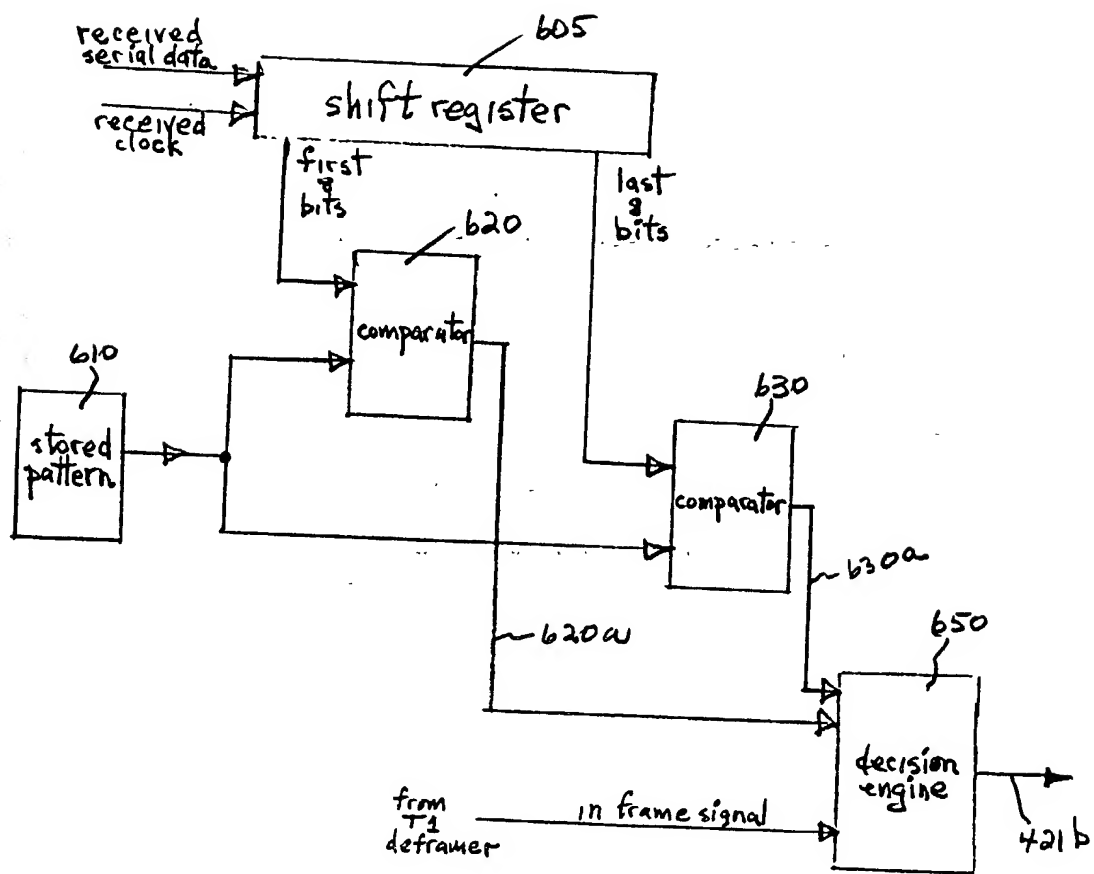 605
received
serial data
shift register
received
clock
first
8
bits
last
8
bits
620
comparator
610
stored
pattern
630
comparator
630a
620a
650
decision
engine
from
T1
deframer
in frame signal
421b